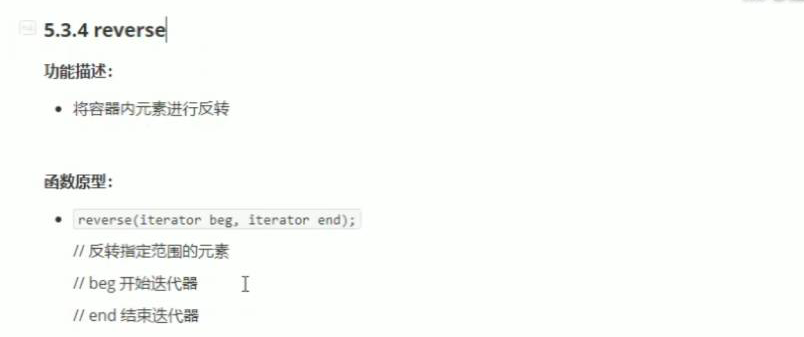 5.3.4 reverse
功能描述：
• 将容器内元素进行反转
函数原型：
• reverse(iterator beg, iterator end);
// 反转指定范围的元素
// beg 开始迭代器
// end 结束迭代器